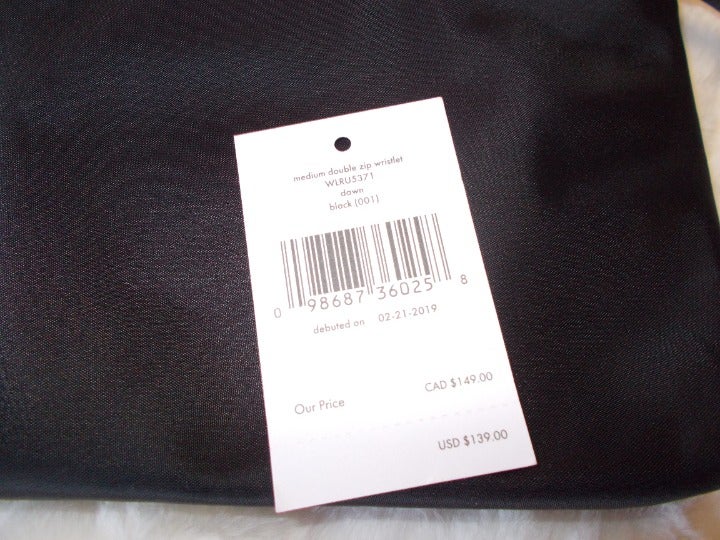 medium double zip wristlet
WLRU5371
dawn
black (001)
0 98687 36025 8
debuted on 02-21-2019
Our Price CAD $149.00
USD $139.00